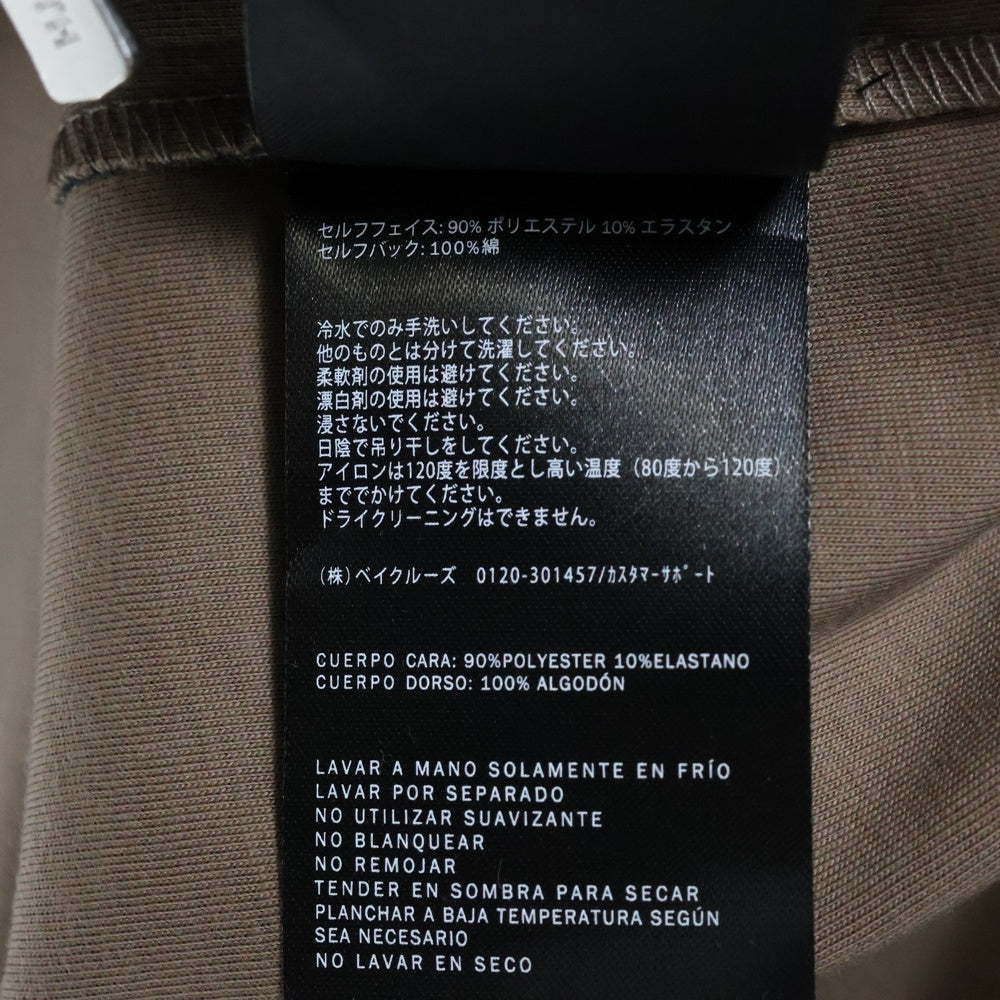 セルフフェイス: 90% ポリエステル 10% エラスタン
セルフバック: 100%綿
冷水でのみ手洗いしてください。
他のものとは分けて洗濯してください。
柔軟剤の使用は避けてください。
漂白剤の使用は避けてください。
浸さないでください。
日陰で吊り干しをしてください。
アイロンは120度を限度とし高い温度（80度から120度）
まででかけてください。
ドライクリーニングはできません。
（株）ベイクルーズ 0120-301457/ｶｽﾀﾏｰｻﾎﾟｰﾄ
CUERPO CARA: 90%POLYESTER 10%ELASTANO
CUERPO DORSO: 100% ALGODÓN
LAVAR A MANO SOLAMENTE EN FRÍO
LAVAR POR SEPARADO
NO UTILIZAR SUAVIZANTE
NO BLANQUEAR
NO REMOJAR
TENDER EN SOMBRA PARA SECAR
PLANCHAR A BAJA TEMPERATURA SEGÚN
SEA NECESARIO
NO LAVAR EN SECO